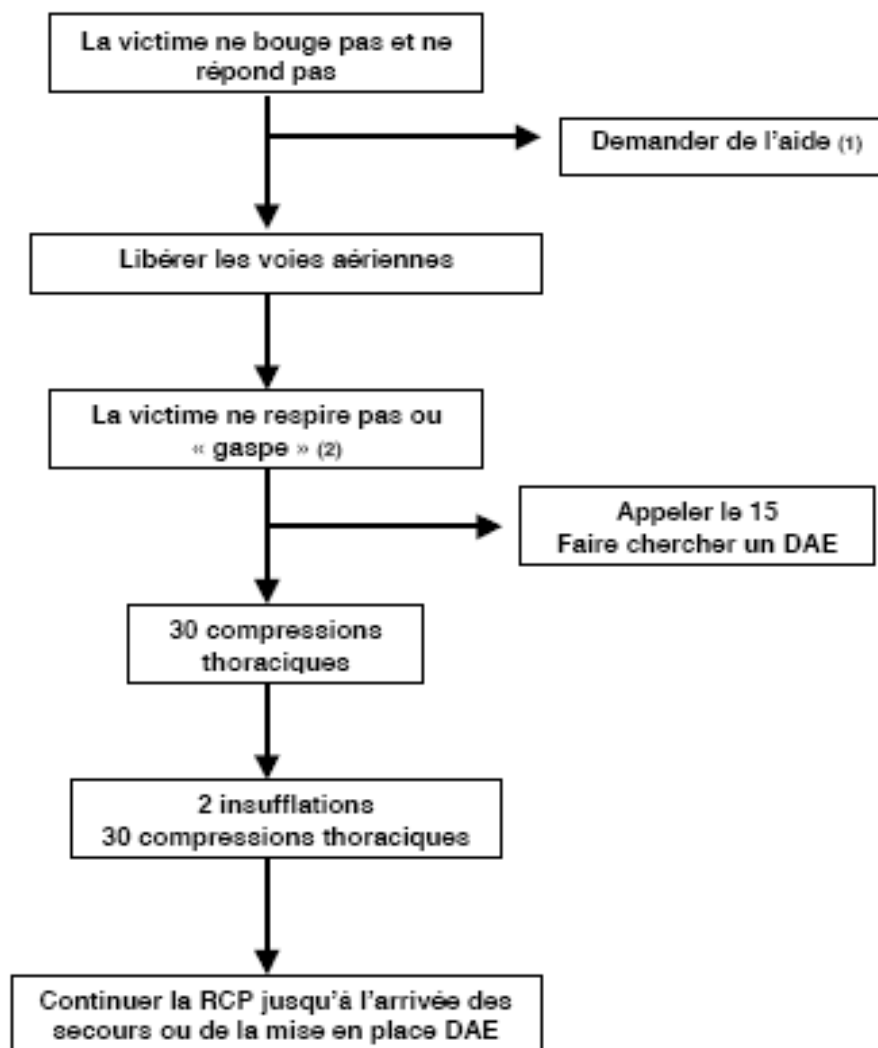 La victime ne bouge pas et ne
répond pas
Demander de l'aide (1)
Libérer les voies aériennes
La victime ne respire pas ou
« gaspe » (2)
Appeler le 15
Faire chercher un DAE
30 compressions
thoraciques
2 insufflations
30 compressions thoraciques
Continuer la RCP jusqu'à l'arrivée des
secours ou de la mise en place DAE